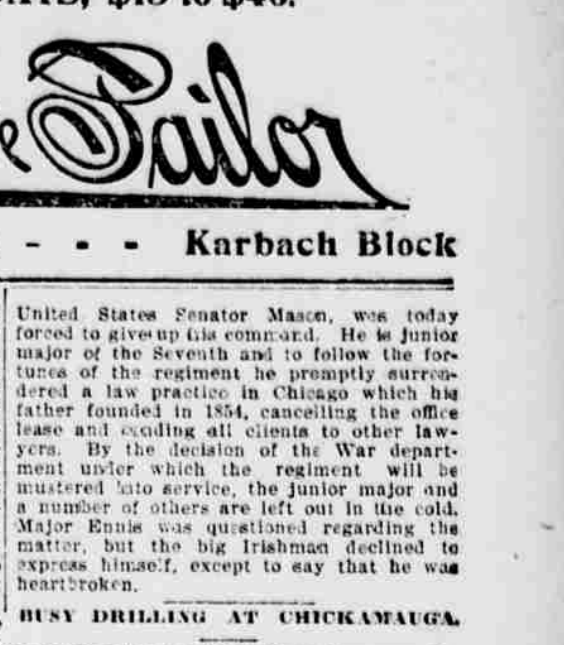 $15 to $40.
Tailor
- - - Karbach Block
United States Senator Mason, was today
forced to give up his command. He is junior
major of the Seventh and to follow the for-
tunes of the regiment he promptly surren-
dered a law practice in Chicago which his
father founded in 1854, cancelling the office
lease and sending all clients to other law-
yers. By the decision of the War depart-
ment under which the regiment will be
mustered into service, the junior major and
a number of others are left out in the cold.
Major Ennis was questioned regarding the
matter, but the big Irishman declined to
express himself, except to say that he was
heartbroken.
BUSY DRILLING AT CHICKAMAUGA.